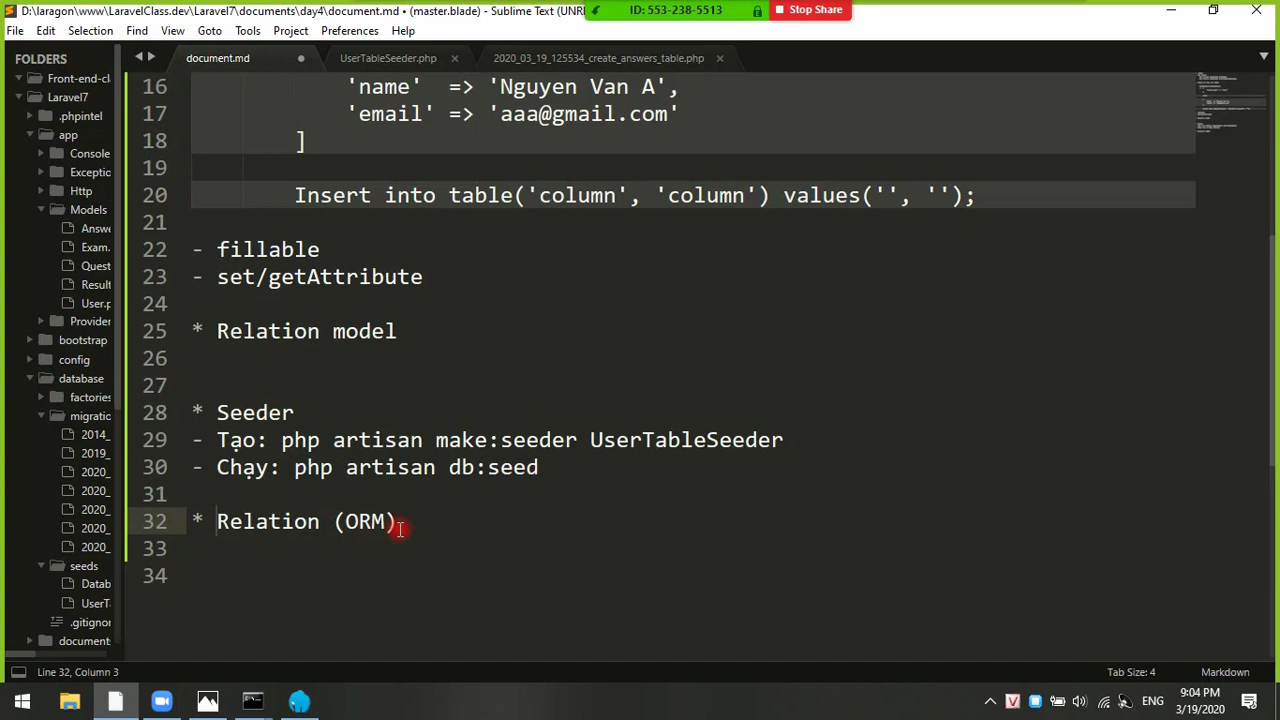 D:\laragon\www\LaravelClass.dev\Laravel7\documents\day4\document.md • (master.blade) - Sublime Text (UNRE
ID: 553-238-5513
Stop Share
File Edit Selection Find View Goto Tools Project Preferences Help
FOLDERS
Front-end-cl
Laravel7
.phpintel
app
Console
Exceptio
Http
Models
Answe
Exam.
Quest
Result
User.p
Provider
bootstrap
config
database
factories
migratio
2014_
2019_
2020_
2020_
2020_
2020_
2020_
seeds
Datab
UserTa
.gitignor
documents
document.md
UserTableSeeder.php
2020_03_19_125534_create_answers_table.php
16 'name' => 'Nguyen Van A',
17 'email' => 'aaa@gmail.com'
18 ]
19
20 Insert into table('column', 'column') values('', '');
21
22 - fillable
23 - set/getAttribute
24
25 * Relation model
26
27
28 * Seeder
29 - Tạo: php artisan make:seeder UserTableSeeder
30 - Chạy: php artisan db:seed
31
32 * Relation (ORM)
33
34
Line 32, Column 3
Tab Size: 4
Markdown
ENG
9:04 PM
3/19/2020